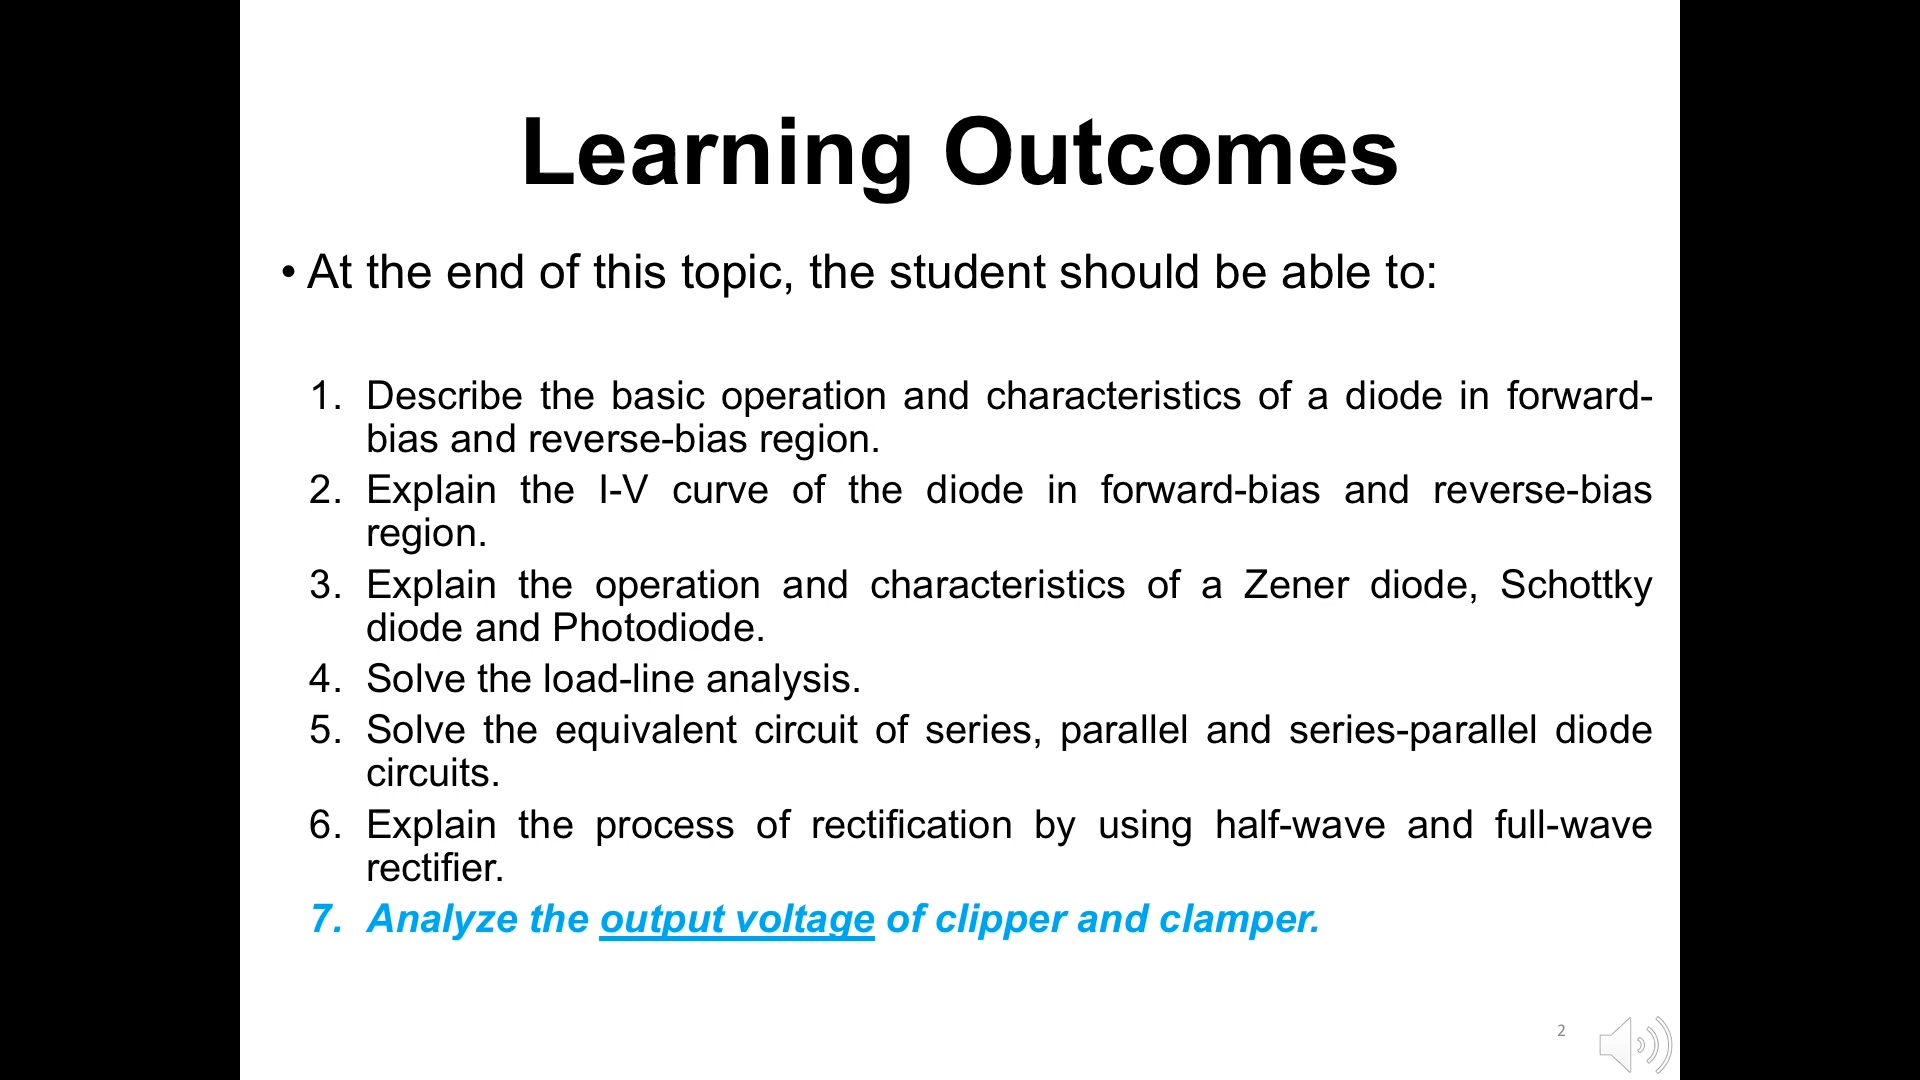 Learning Outcomes
• At the end of this topic, the student should be able to:
1. Describe the basic operation and characteristics of a diode in forward-
bias and reverse-bias region.
2. Explain the I-V curve of the diode in forward-bias and reverse-bias
region.
3. Explain the operation and characteristics of a Zener diode, Schottky
diode and Photodiode.
4. Solve the load-line analysis.
5. Solve the equivalent circuit of series, parallel and series-parallel diode
circuits.
6. Explain the process of rectification by using half-wave and full-wave
rectifier.
7. Analyze the output voltage of clipper and clamper.
2